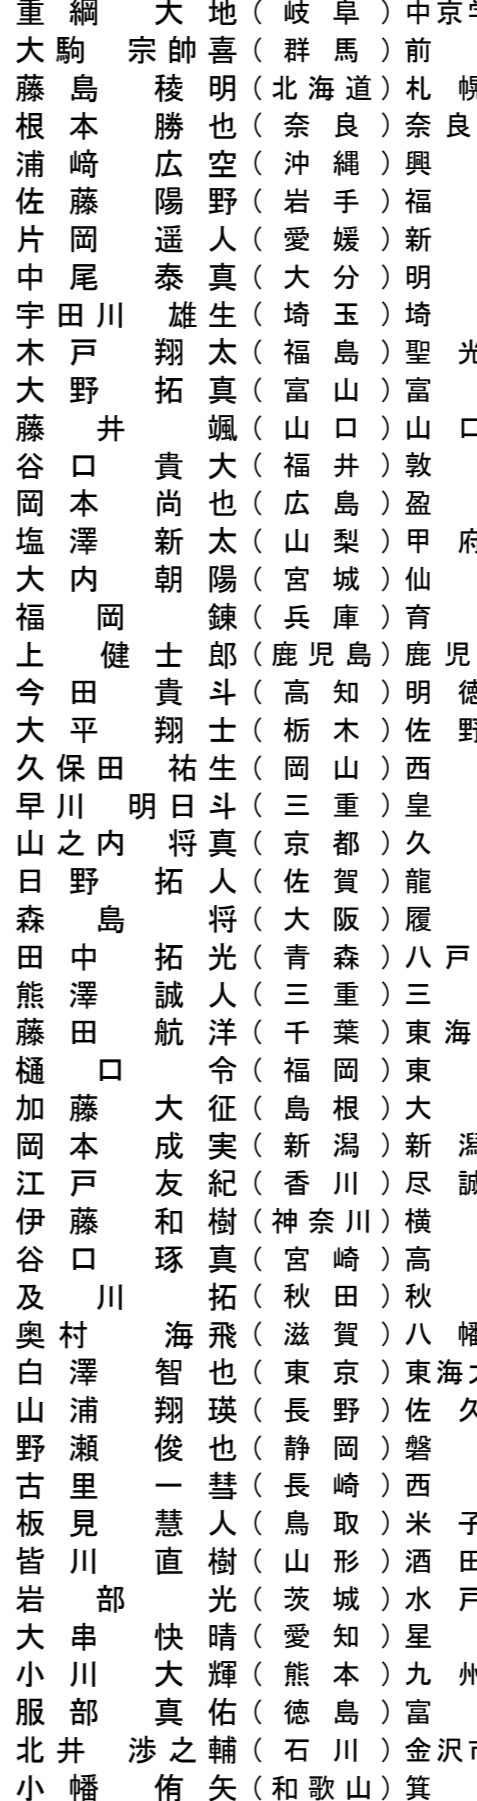 重綱 大地(岐阜)中京
大駒 宗帥喜(群馬)前
藤島 稜明(北海道)札幌
根本 勝也(奈良)奈良
浦﨑 広空(沖縄)興
佐藤 陽野(岩手)福
片岡 遥人(愛媛)新
中尾 泰真(大分)明
宇田川 雄生(埼玉)埼
木戸 翔太(福島)聖光
大野 拓真(富山)富
藤井 颯(山口)山口
谷口 貴大(福井)敦
岡本 尚也(広島)盈
塩澤 新太(山梨)甲府
大内 朝陽(宮城)仙
福岡 錬(兵庫)育
上 健士郎(鹿児島)鹿児
今田 貴斗(高知)明徳
大平 翔士(栃木)佐野
久保田 祐生(岡山)西
早川 明日斗(三重)皇
山之内 将真(京都)久
日野 拓人(佐賀)龍
森島 将(大阪)履
田中 拓光(青森)八戸
熊澤 誠人(三重)三
藤田 航洋(千葉)東海
樋口 令(福岡)東
加藤 大征(島根)大
岡本 成実(新潟)新潟
江戸 友紀(香川)尽誠
伊藤 和樹(神奈川)横
谷口 琢真(宮崎)高
及川 拓(秋田)秋
奥村 海飛(滋賀)八幡
白澤 智也(東京)東海大
山浦 翔瑛(長野)佐久
野瀬 俊也(静岡)磐
古里 一彗(長崎)西
板見 慧人(鳥取)米子
皆川 直樹(山形)酒田
岩部 光(茨城)水戸
大串 快晴(愛知)星
小川 大輝(熊本)九州
服部 真佑(徳島)富
北井 渉之輔(石川)金沢市
小幡 侑矢(和歌山)箕